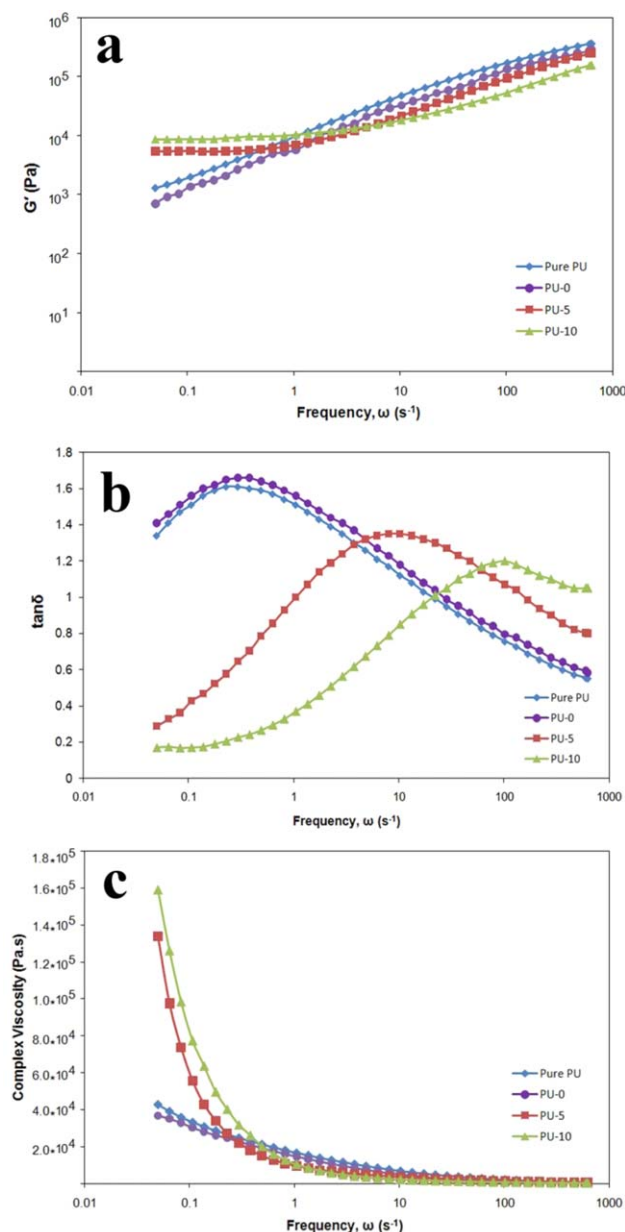 a
10⁶
10⁵
10⁴
10³
10²
10¹
G′ (Pa)
Pure PU
PU-0
PU-5
PU-10
0.01 0.1 1 10 100 1000
Frequency, ω (s⁻¹)
b
1.8
1.6
1.4
1.2
1
0.8
0.6
0.4
0.2
0
tanδ
Pure PU
PU-0
PU-5
PU-10
0.01 0.1 1 10 100 1000
Frequency, ω (s⁻¹)
c
1.8•10⁵
1.6•10⁵
1.4•10⁵
1.2•10⁵
1.0•10⁵
8.0•10⁴
6.0•10⁴
4.0•10⁴
2.0•10⁴
Complex Viscosity (Pa.s)
Pure PU
PU-0
PU-5
PU-10
0.01 0.1 1 10 100 1000
Frequency, ω (s⁻¹)